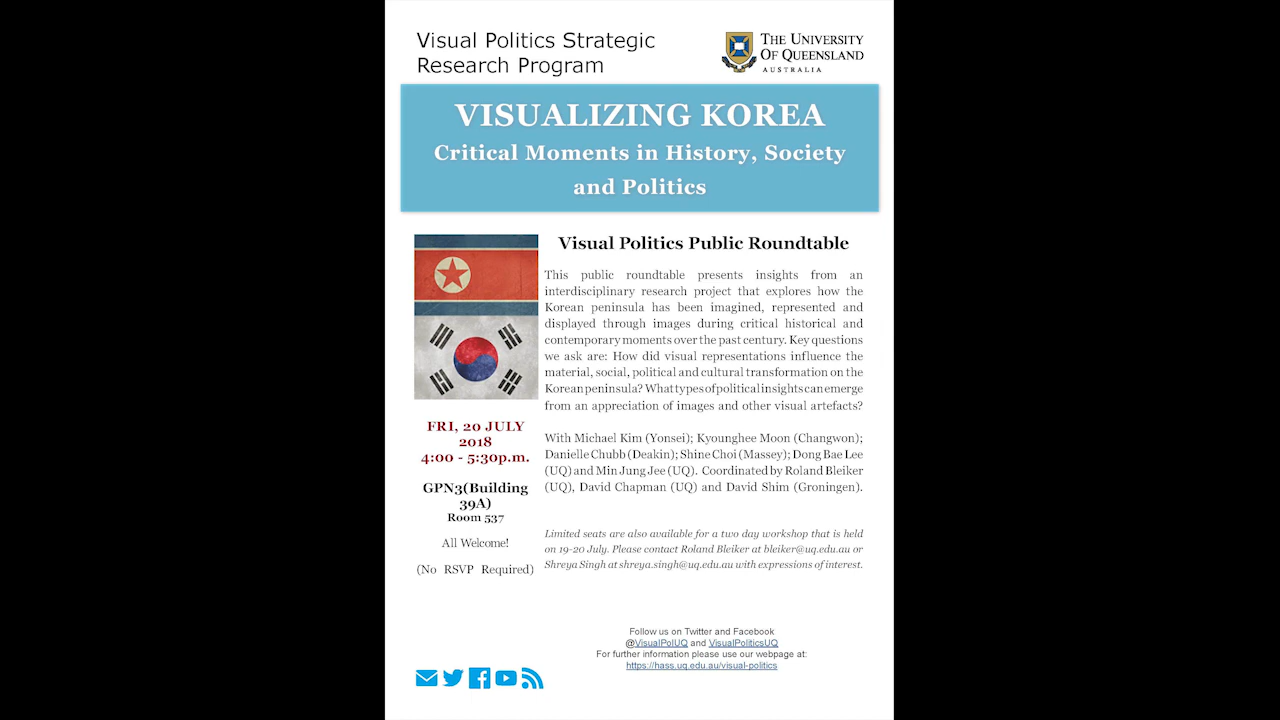 Visual Politics Strategic
Research Program
THE UNIVERSITY
OF QUEENSLAND
AUSTRALIA
VISUALIZING KOREA
Critical Moments in History, Society
and Politics
Visual Politics Public Roundtable
This public roundtable presents insights from an
interdisciplinary research project that explores how the
Korean peninsula has been imagined, represented and
displayed through images during critical historical and
contemporary moments over the past century. Key questions
we ask are: How did visual representations influence the
material, social, political and cultural transformation on the
Korean peninsula? What types of political insights can emerge
from an appreciation of images and other visual artefacts?
With Michael Kim (Yonsei); Kyounghee Moon (Changwon);
Danielle Chubb (Deakin); Shine Choi (Massey); Dong Bae Lee
(UQ) and Min Jung Jee (UQ). Coordinated by Roland Bleiker
(UQ), David Chapman (UQ) and David Shim (Groningen).
Limited seats are also available for a two day workshop that is held
on 19-20 July. Please contact Roland Bleiker at bleiker@uq.edu.au or
Shreya Singh at shreya.singh@uq.edu.au with expressions of interest.
FRI, 20 JULY
2018
4:00 - 5:30p.m.
GPN3(Building
39A)
Room 537
All Welcome!
(No RSVP Required)
Follow us on Twitter and Facebook
@VisualPolUQ and VisualPoliticsUQ
For further information please use our webpage at:
https://hass.uq.edu.au/visual-politics